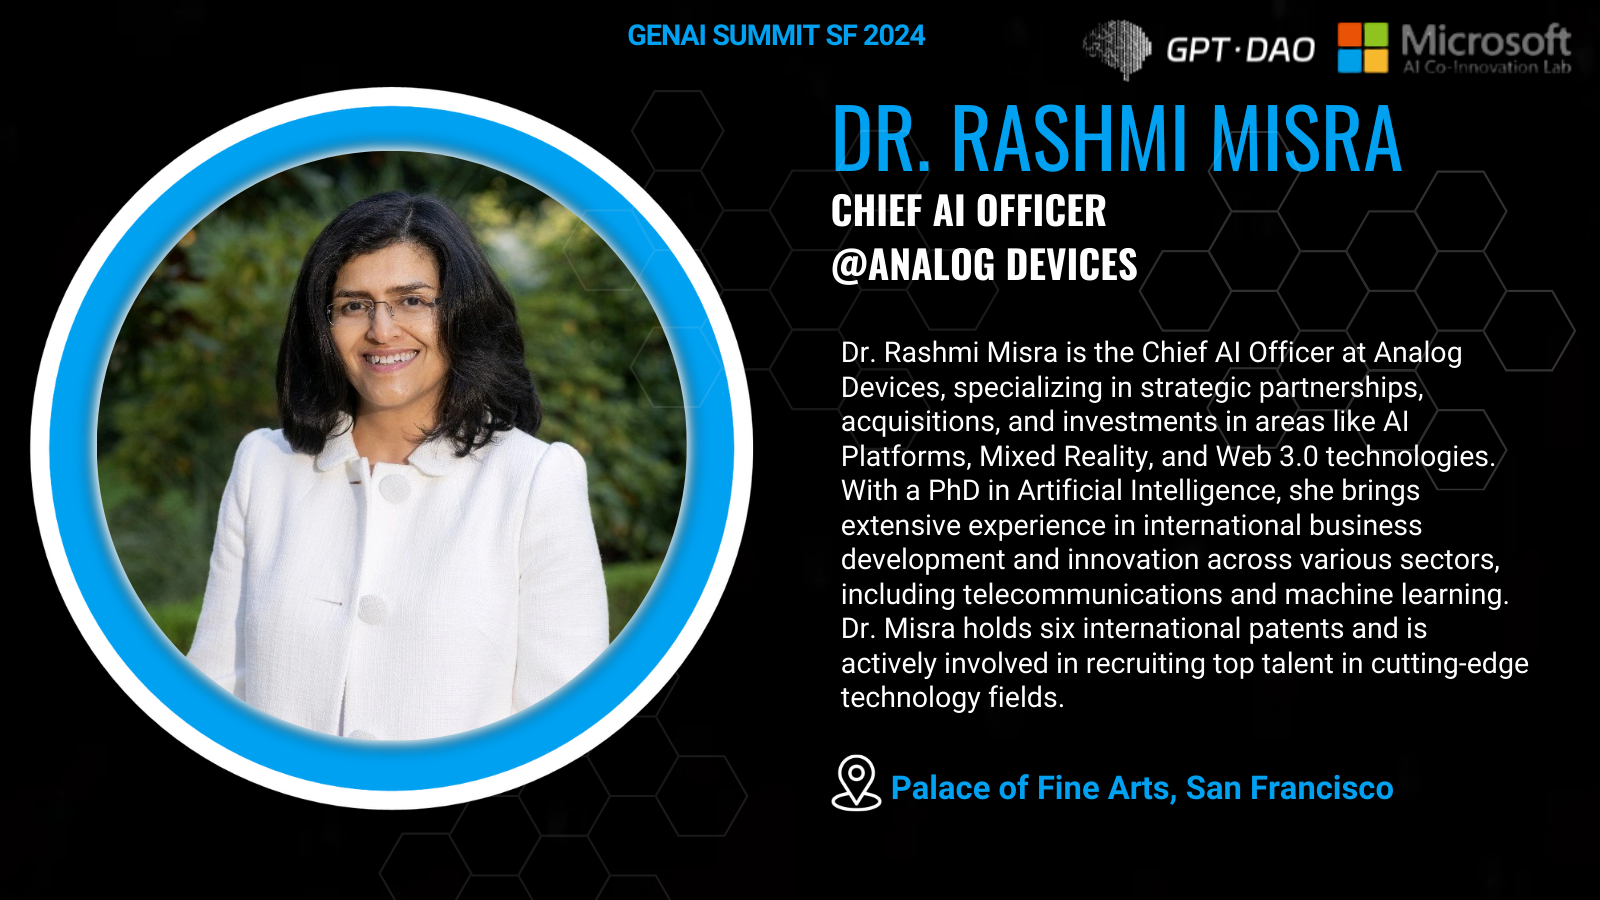 GENAI SUMMIT SF 2024
GPT·DAO
Microsoft
AI Co-Innovation Lab
DR. RASHMI MISRA
CHIEF AI OFFICER
@ANALOG DEVICES
Dr. Rashmi Misra is the Chief AI Officer at Analog
Devices, specializing in strategic partnerships,
acquisitions, and investments in areas like AI
Platforms, Mixed Reality, and Web 3.0 technologies.
With a PhD in Artificial Intelligence, she brings
extensive experience in international business
development and innovation across various sectors,
including telecommunications and machine learning.
Dr. Misra holds six international patents and is
actively involved in recruiting top talent in cutting-edge
technology fields.
Palace of Fine Arts, San Francisco